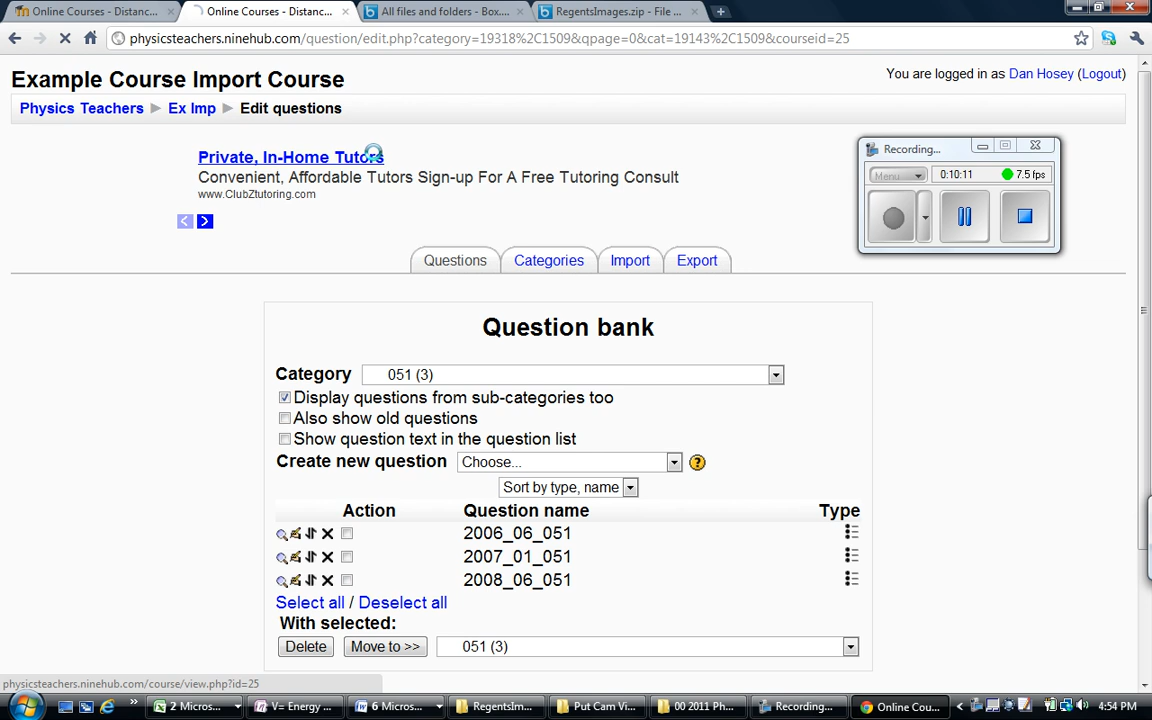 Online Courses - Distanc... × Online Courses - Distanc... × All files and folders - Box.... × RegentsImages.zip - File ... ×
physicsteachers.ninehub.com/question/edit.php?category=19318%2C1509&qpage=0&cat=19143%2C1509&courseid=25
Example Course Import Course
You are logged in as Dan Hosey (Logout)
Physics Teachers ► Ex Imp ► Edit questions
Recording...
Menu
0:10:11
7.5 fps
Private, In-Home Tutors
Convenient, Affordable Tutors Sign-up For A Free Tutoring Consult
www.ClubZtutoring.com
< >
Questions Categories Import Export
Question bank
Category 051 (3)
Display questions from sub-categories too
Also show old questions
Show question text in the question list
Create new question Choose... ?
Sort by type, name
Action Question name Type
2006_06_051
2007_01_051
2008_06_051
Select all / Deselect all
With selected:
Delete Move to >> 051 (3)
physicsteachers.ninehub.com/course/view.php?id=25
2 Micros... V= Energy ... 6 Micros... RegentsIm... Put Cam Vi... 00 2011 Ph... Recording... Online Cou... 4:54 PM